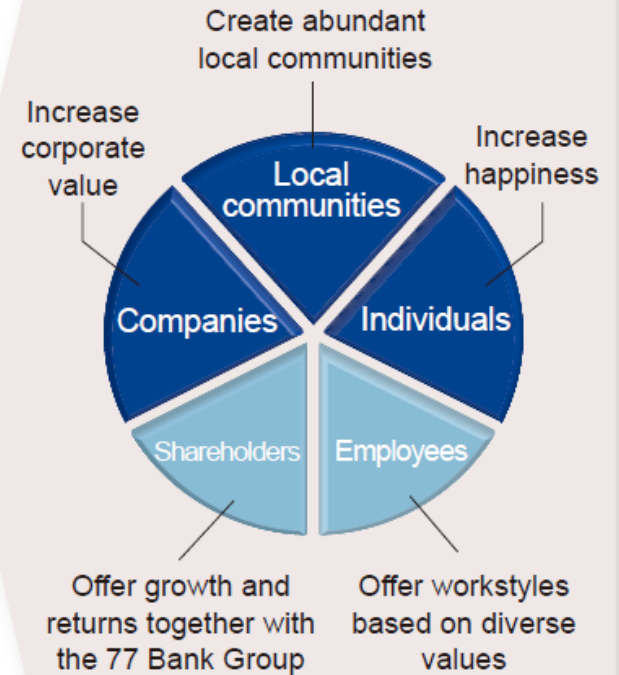 Create abundant
local communities
Increase
corporate
value
Increase
happiness
Local
communities
Companies
Individuals
Shareholders
Employees
Offer growth and
returns together with
the 77 Bank Group
Offer workstyles
based on diverse
values